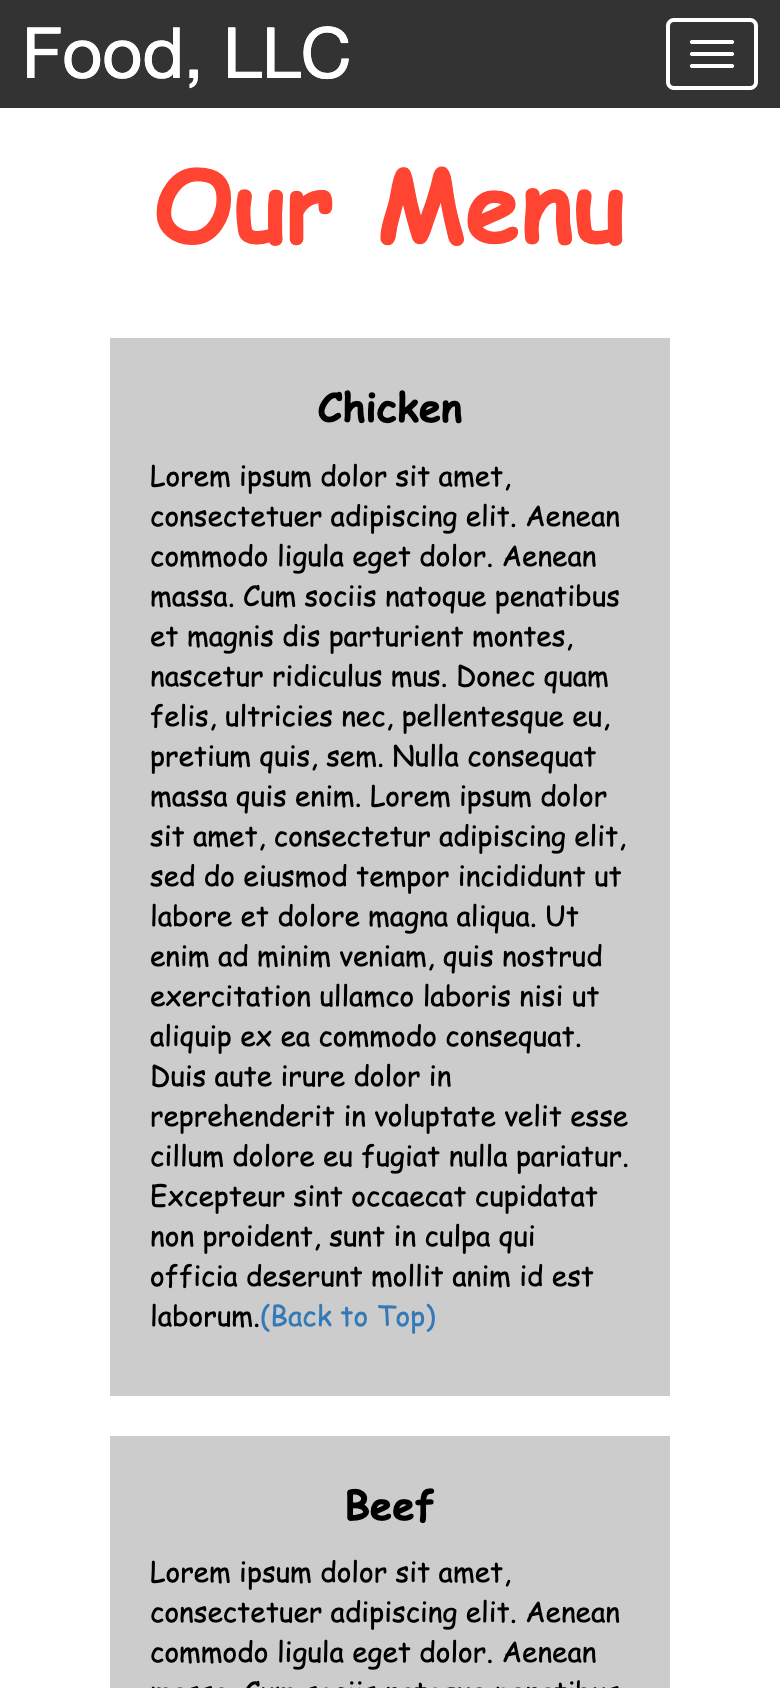 Food, LLC
Our Menu
Chicken
Lorem ipsum dolor sit amet,
consectetuer adipiscing elit. Aenean
commodo ligula eget dolor. Aenean
massa. Cum sociis natoque penatibus
et magnis dis parturient montes,
nascetur ridiculus mus. Donec quam
felis, ultricies nec, pellentesque eu,
pretium quis, sem. Nulla consequat
massa quis enim. Lorem ipsum dolor
sit amet, consectetur adipiscing elit,
sed do eiusmod tempor incididunt ut
labore et dolore magna aliqua. Ut
enim ad minim veniam, quis nostrud
exercitation ullamco laboris nisi ut
aliquip ex ea commodo consequat.
Duis aute irure dolor in
reprehenderit in voluptate velit esse
cillum dolore eu fugiat nulla pariatur.
Excepteur sint occaecat cupidatat
non proident, sunt in culpa qui
officia deserunt mollit anim id est
laborum.(Back to Top)
Beef
Lorem ipsum dolor sit amet,
consectetuer adipiscing elit. Aenean
commodo ligula eget dolor. Aenean